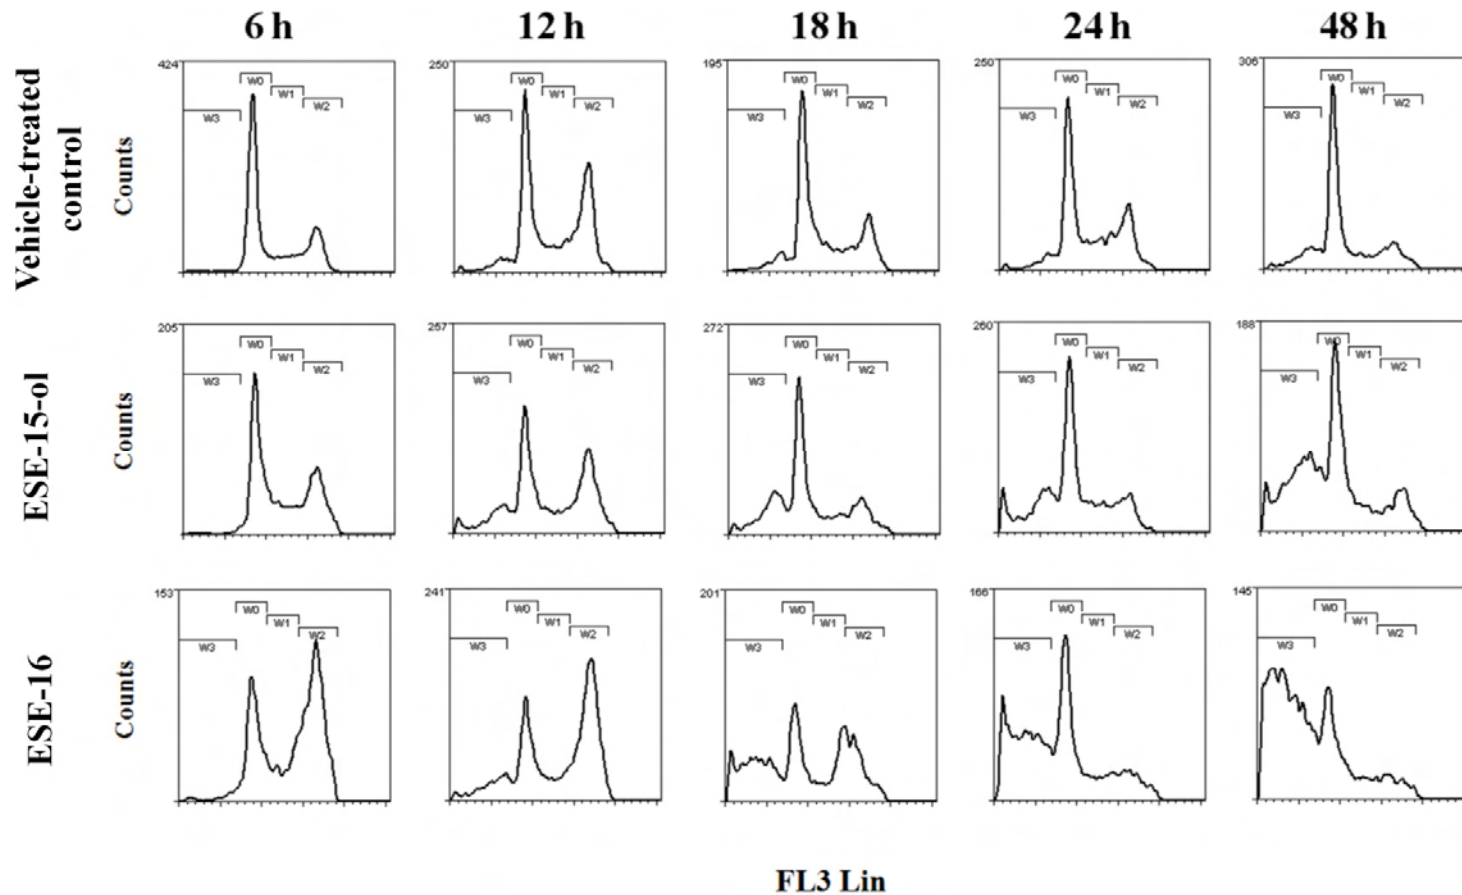 6 h 12 h 18 h 24 h 48 h
Vehicle-treated
control
Counts
424 W0 W1 W2 W3
250 W0 W1 W2 W3
195 W0 W1 W2 W3
250 W0 W1 W2 W3
306 W0 W1 W2 W3
ESE-15-ol
Counts
205 W0 W1 W2 W3
257 W0 W1 W2 W3
272 W0 W1 W2 W3
260 W0 W1 W2 W3
188 W0 W1 W2 W3
ESE-16
Counts
153 W0 W1 W2 W3
241 W0 W1 W2 W3
201 W0 W1 W2 W3
166 W0 W1 W2 W3
145 W0 W1 W2 W3
FL3 Lin